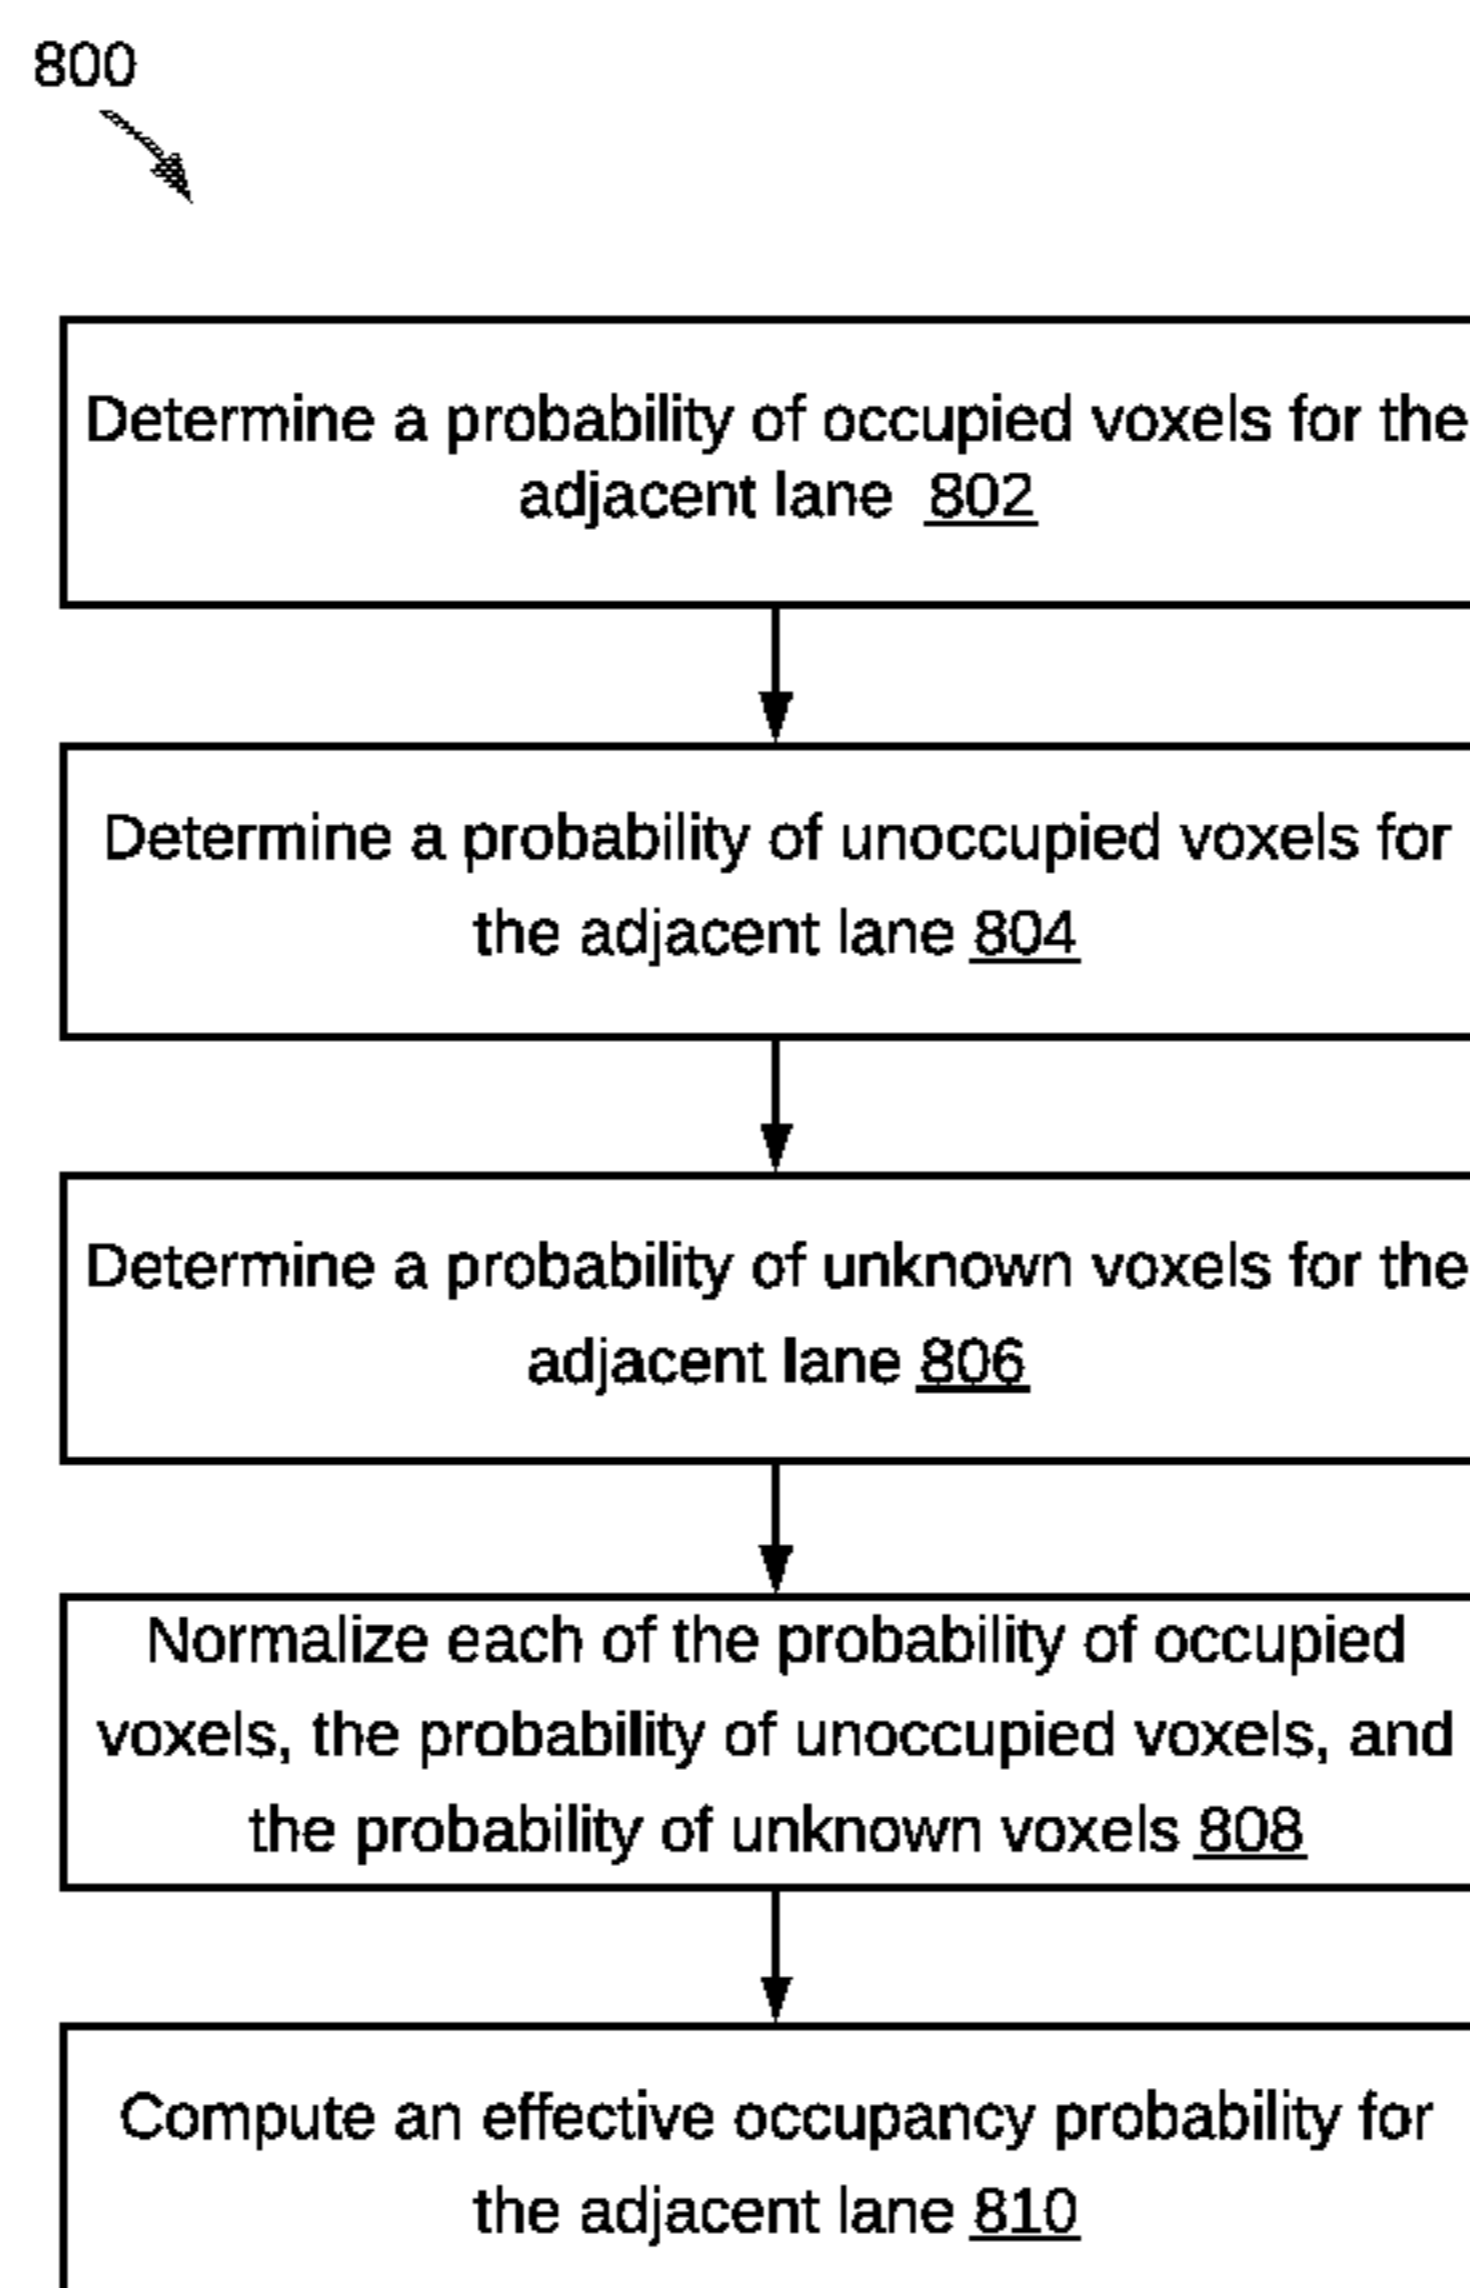 800
Determine a probability of occupied voxels for the
adjacent lane 802
Determine a probability of unoccupied voxels for
the adjacent lane 804
Determine a probability of unknown voxels for the
adjacent lane 806
Normalize each of the probability of occupied
voxels, the probability of unoccupied voxels, and
the probability of unknown voxels 808
Compute an effective occupancy probability for
the adjacent lane 810